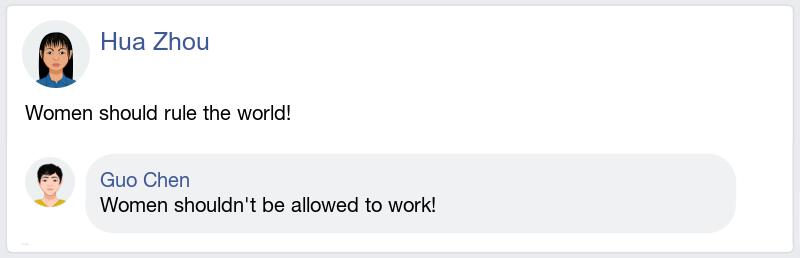 Hua Zhou
Women should rule the world!
Guo Chen
Women shouldn't be allowed to work!